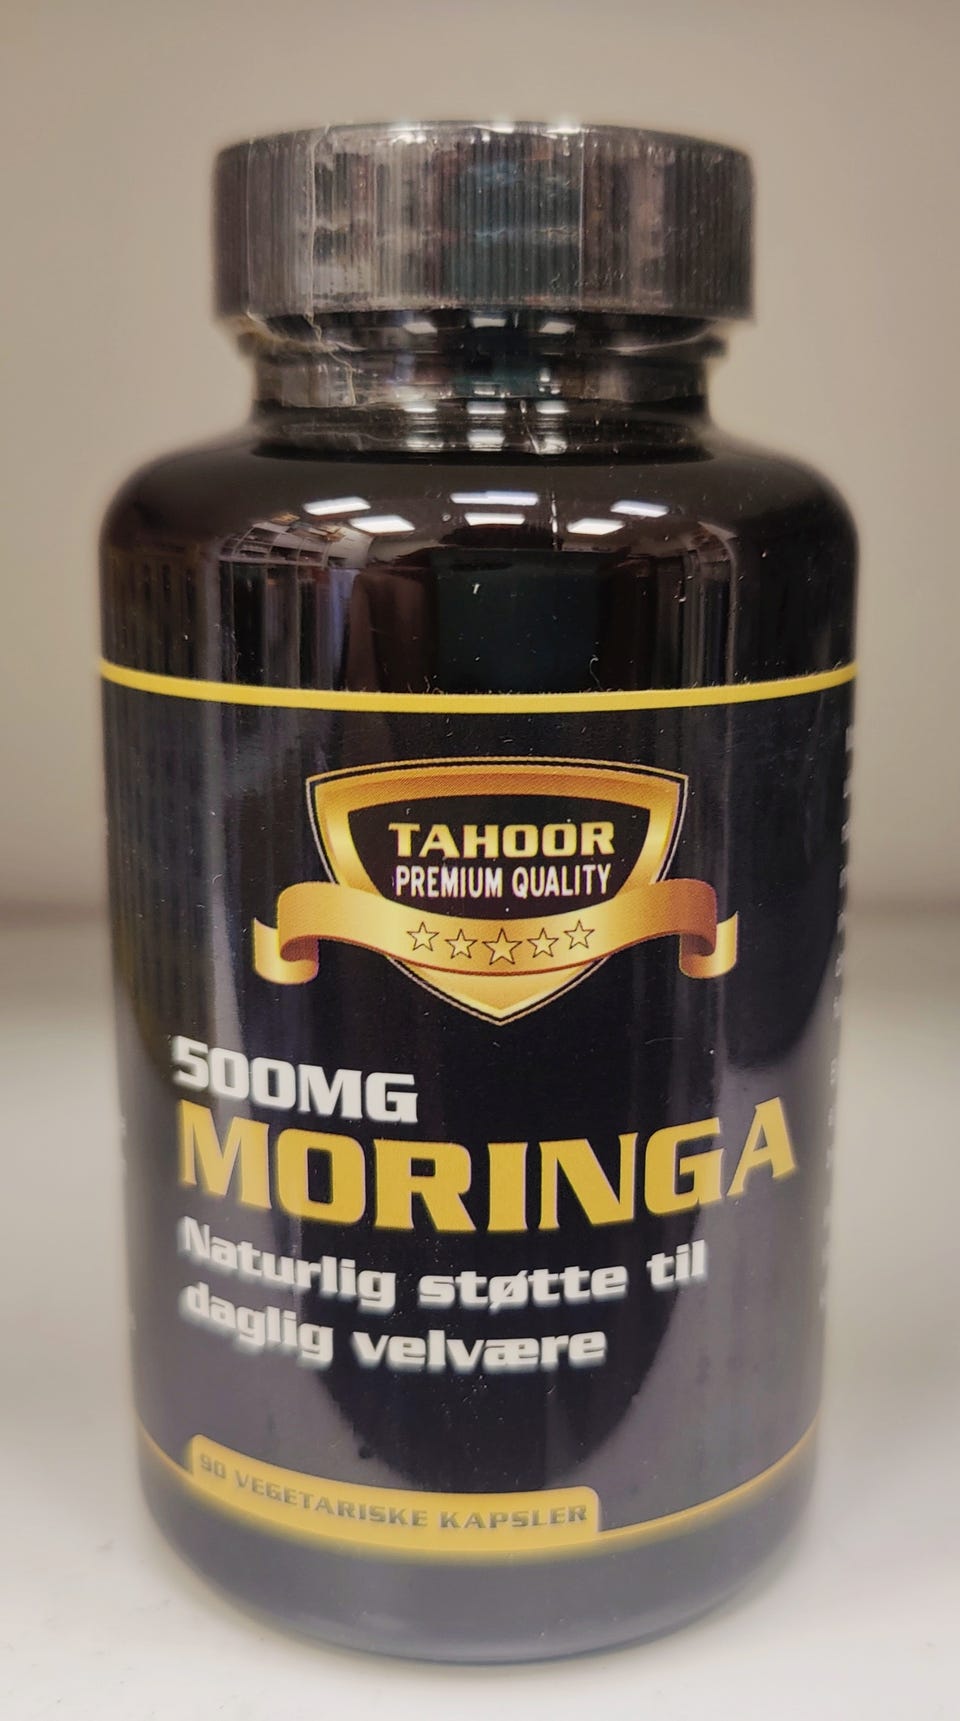 TAHOOR
PREMIUM QUALITY
500MG
MORINGA
Naturlig støtte til
daglig velvære
90 VEGETARISKE KAPSLER